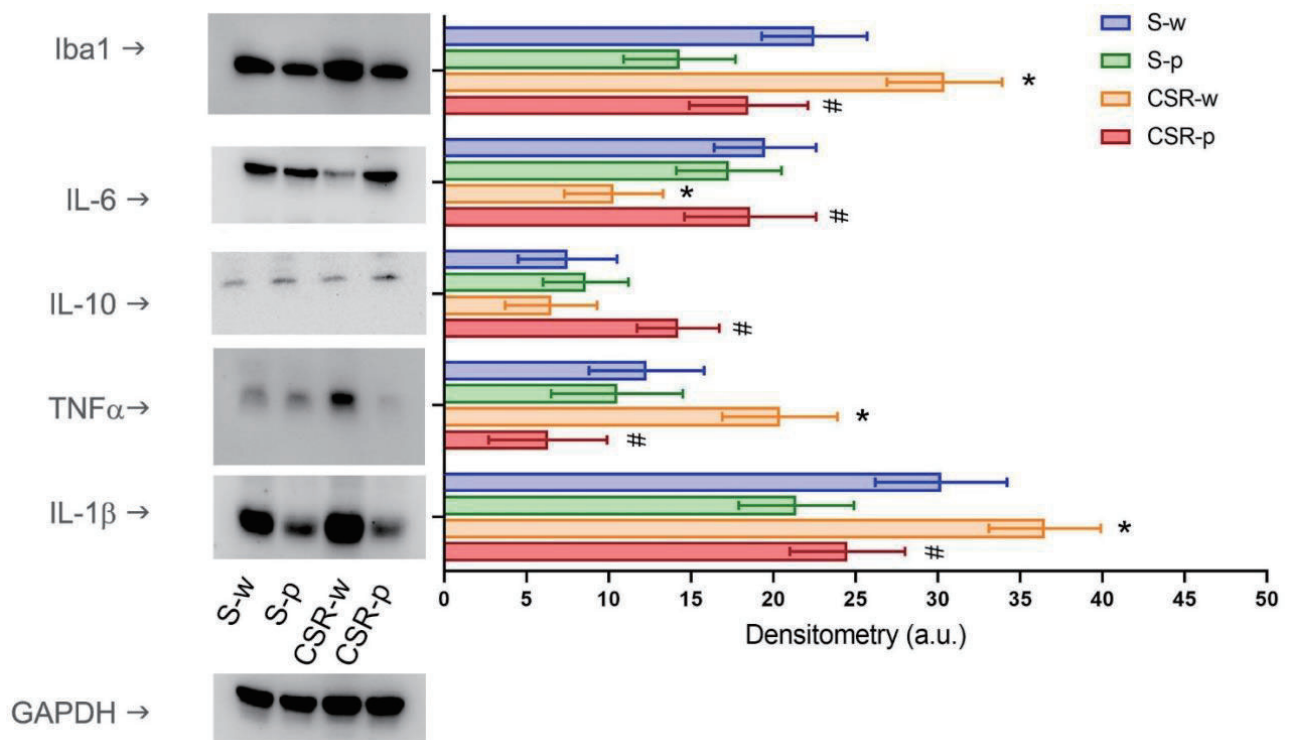 Iba1 →
IL-6 →
IL-10 →
TNFα→
IL-1β →
S-w
S-p
CSR-w
CSR-p
GAPDH →
*
#
*
#
#
*
#
*
#
0 5 10 15 20 25 30 35 40 45 50
Densitometry (a.u.)
S-w
S-p
CSR-w
CSR-p